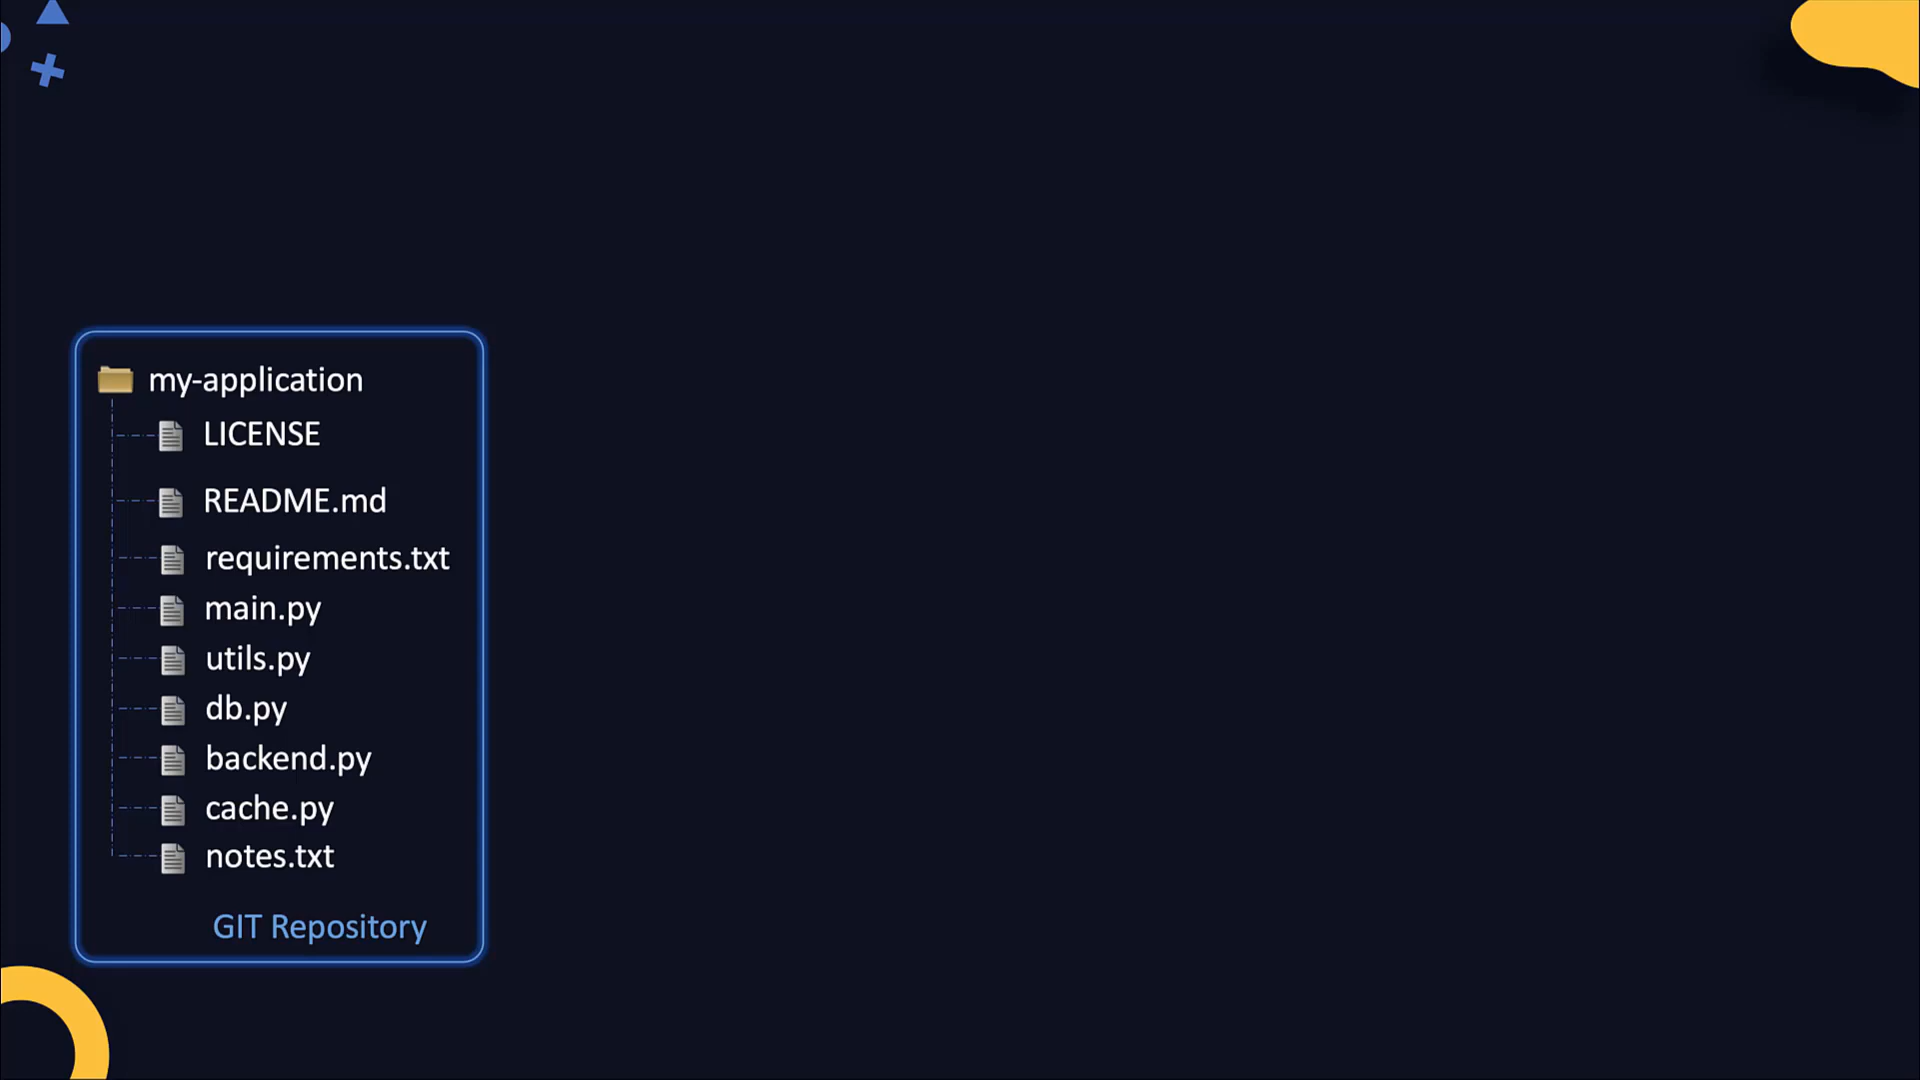 my-application
LICENSE
README.md
requirements.txt
main.py
utils.py
db.py
backend.py
cache.py
notes.txt
GIT Repository